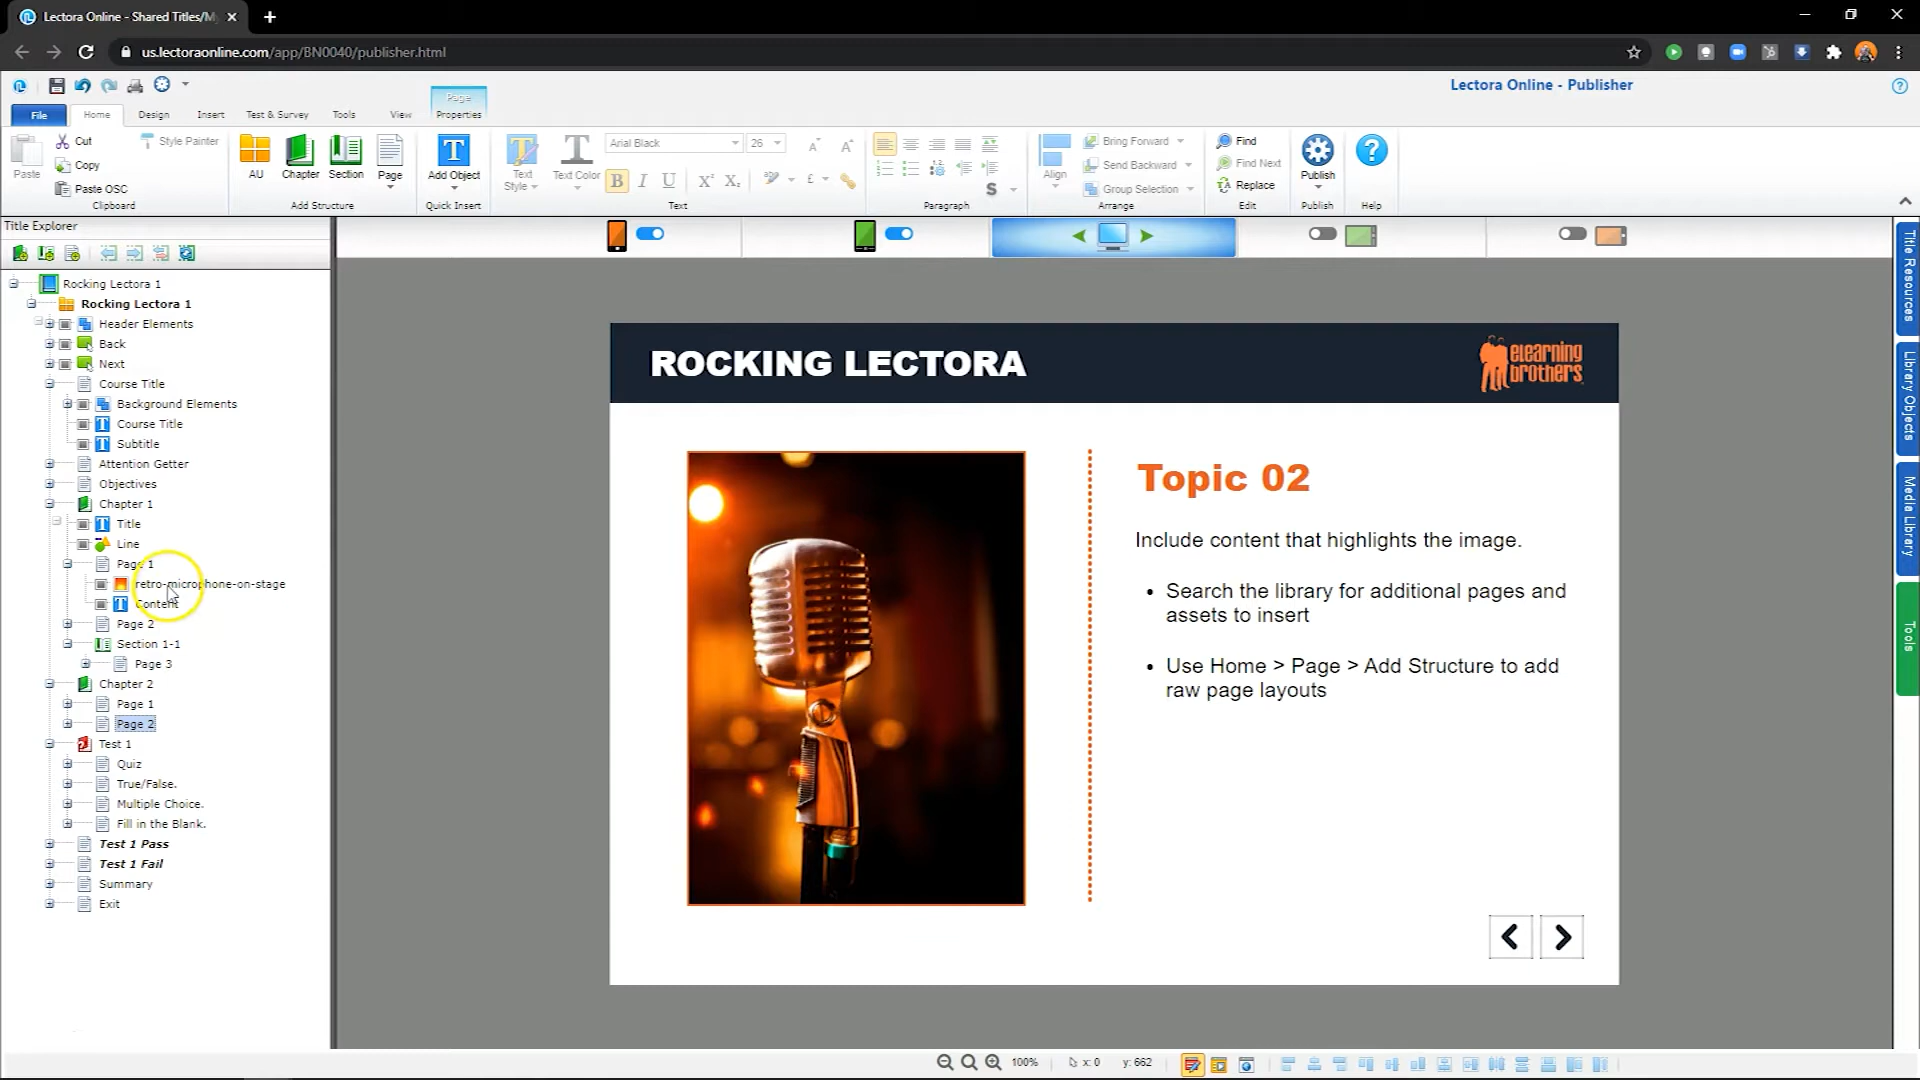 Lectora Online - Shared Titles/M
us.lectoraonline.com/app/BN0040/publisher.html
Lectora Online - Publisher
Page
File
Home
Design
Insert
Test & Survey
Tools
View
Properties
Paste
Cut
Copy
Paste OSC
Style Painter
Clipboard
AU
Chapter
Section
Page
Add Structure
Add Object
Quick Insert
Text Style
Text Color
Arial Black
26
B I U X² X₂
Text
Paragraph
Align
Bring Forward
Send Backward
Group Selection
Arrange
Find
Find Next
Replace
Edit
Publish
Publish
Help
Title Explorer
Rocking Lectora 1
Rocking Lectora 1
Header Elements
Back
Next
Course Title
Background Elements
Course Title
Subtitle
Attention Getter
Objectives
Chapter 1
Title
Line
Page 1
retro-microphone-on-stage
Content
Page 2
Section 1-1
Page 3
Chapter 2
Page 1
Page 2
Test 1
Quiz
True/False.
Multiple Choice.
Fill in the Blank.
Test 1 Pass
Test 1 Fail
Summary
Exit
ROCKING LECTORA
eLearning
brothers
Topic 02
Include content that highlights the image.
• Search the library for additional pages and
assets to insert
• Use Home > Page > Add Structure to add
raw page layouts
Title Resources
Library Objects
Media Library
Tools
100%
x: 0
y: 662